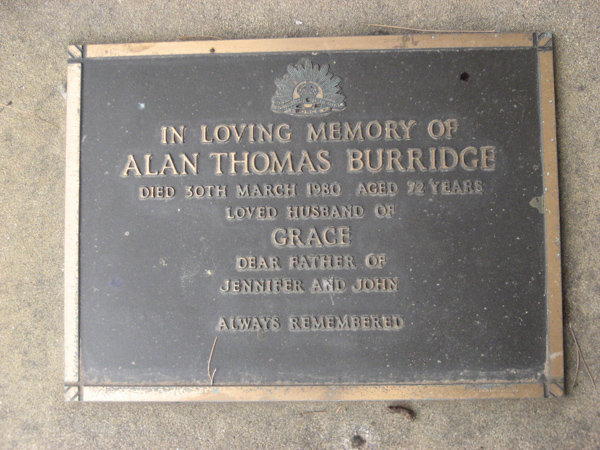 IN LOVING MEMORY OF
ALAN THOMAS BURRIDGE
DIED 30TH MARCH 1980 AGED 72 YEARS
LOVED HUSBAND OF
GRACE
DEAR FATHER OF
JENNIFER AND JOHN
ALWAYS REMEMBERED